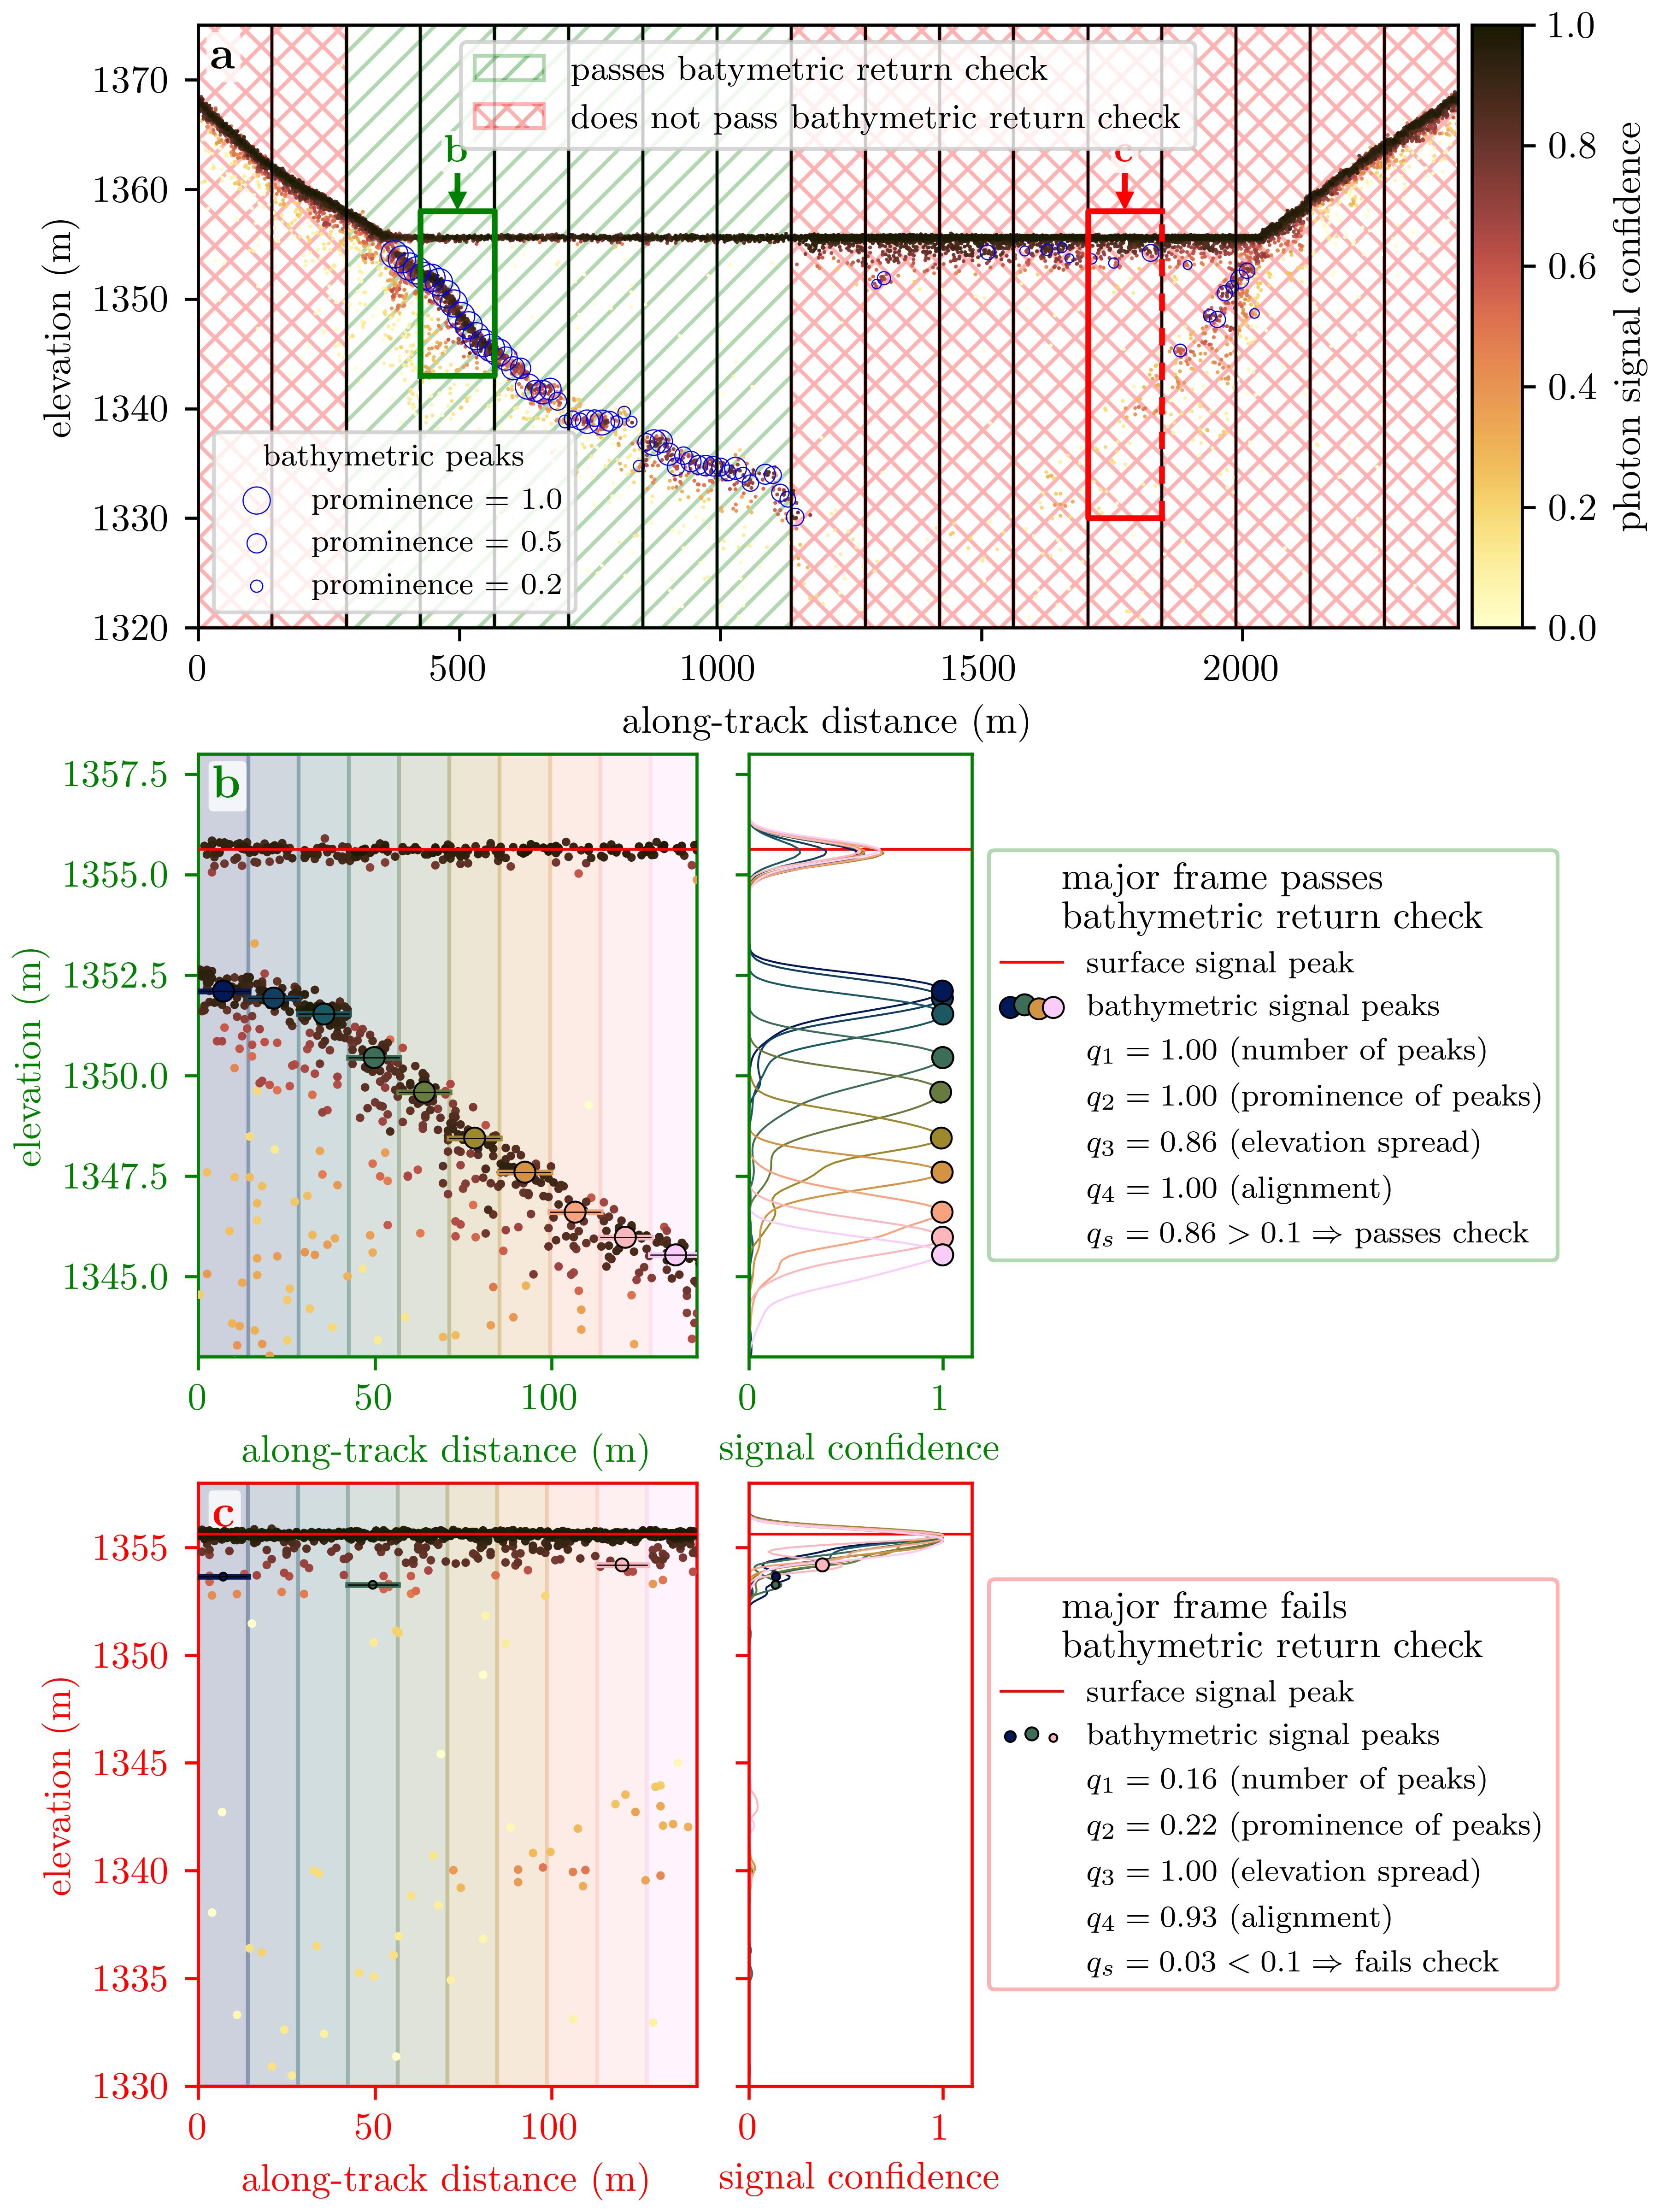 a
passes batymetric return check
does not pass bathymetric return check
b
c
1370
1360
1350
1340
1330
1320
elevation (m)
bathymetric peaks
prominence = 1.0
prominence = 0.5
prominence = 0.2
0
500
1000
1500
2000
along-track distance (m)
1.0
0.8
0.6
0.4
0.2
0.0
photon signal confidence
b
1357.5
1355.0
1352.5
1350.0
1347.5
1345.0
elevation (m)
0
50
100
along-track distance (m)
0
1
signal confidence
major frame passes
bathymetric return check
surface signal peak
bathymetric signal peaks
q₁ = 1.00 (number of peaks)
q₂ = 1.00 (prominence of peaks)
q₃ = 0.86 (elevation spread)
q₄ = 1.00 (alignment)
qₛ = 0.86 > 0.1 ⇒ passes check
c
1355
1350
1345
1340
1335
1330
elevation (m)
0
50
100
along-track distance (m)
0
1
signal confidence
major frame fails
bathymetric return check
surface signal peak
bathymetric signal peaks
q₁ = 0.16 (number of peaks)
q₂ = 0.22 (prominence of peaks)
q₃ = 1.00 (elevation spread)
q₄ = 0.93 (alignment)
qₛ = 0.03 < 0.1 ⇒ fails check